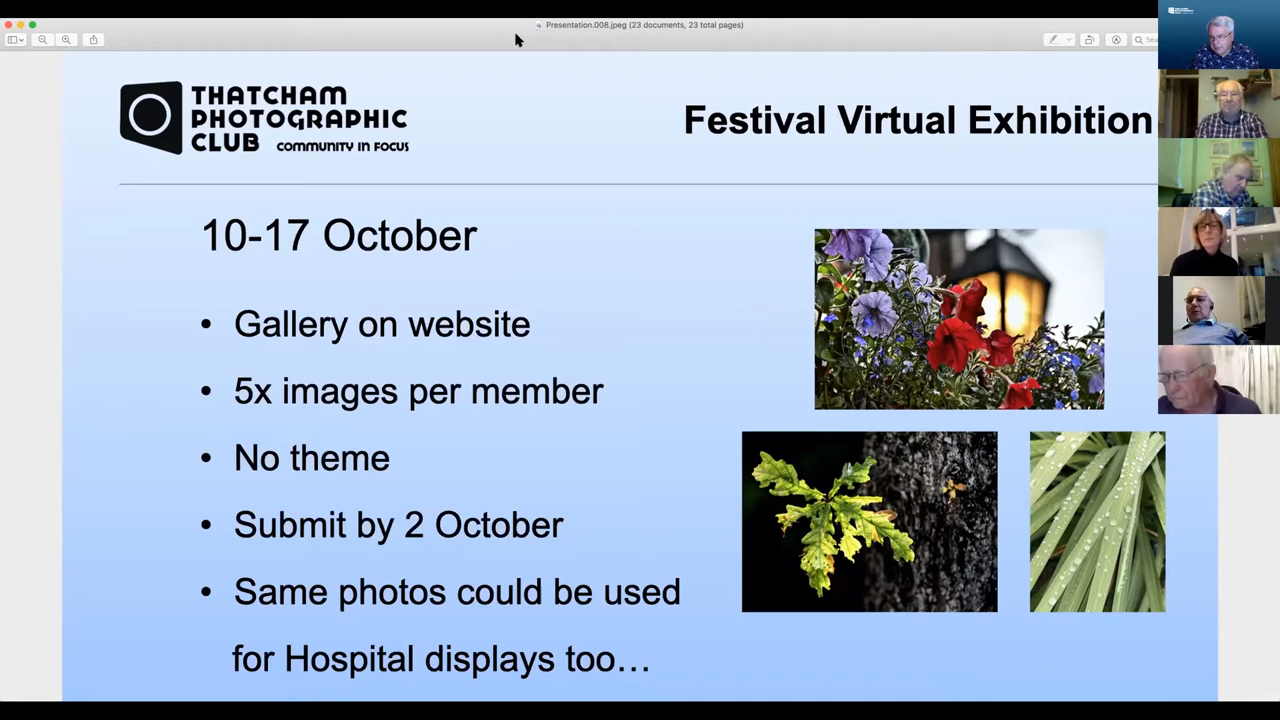 Presentation.008.jpeg (23 documents, 23 total pages)
THATCHAM
PHOTOGRAPHIC
CLUB COMMUNITY IN FOCUS
Festival Virtual Exhibition
10-17 October
• Gallery on website
• 5x images per member
• No theme
• Submit by 2 October
• Same photos could be used
for Hospital displays too…